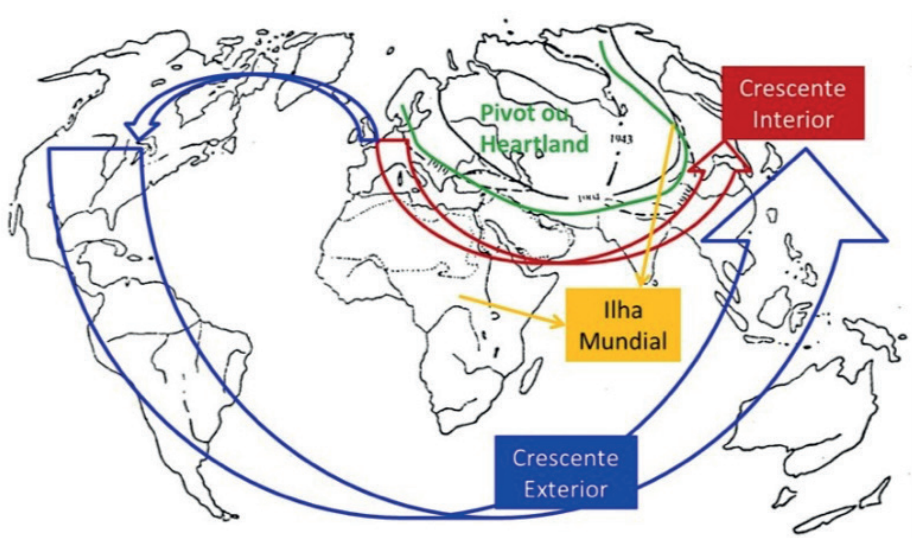 Crescente
Interior
Pivot ou
Heartland
1943
Ilha
Mundial
Crescente
Exterior